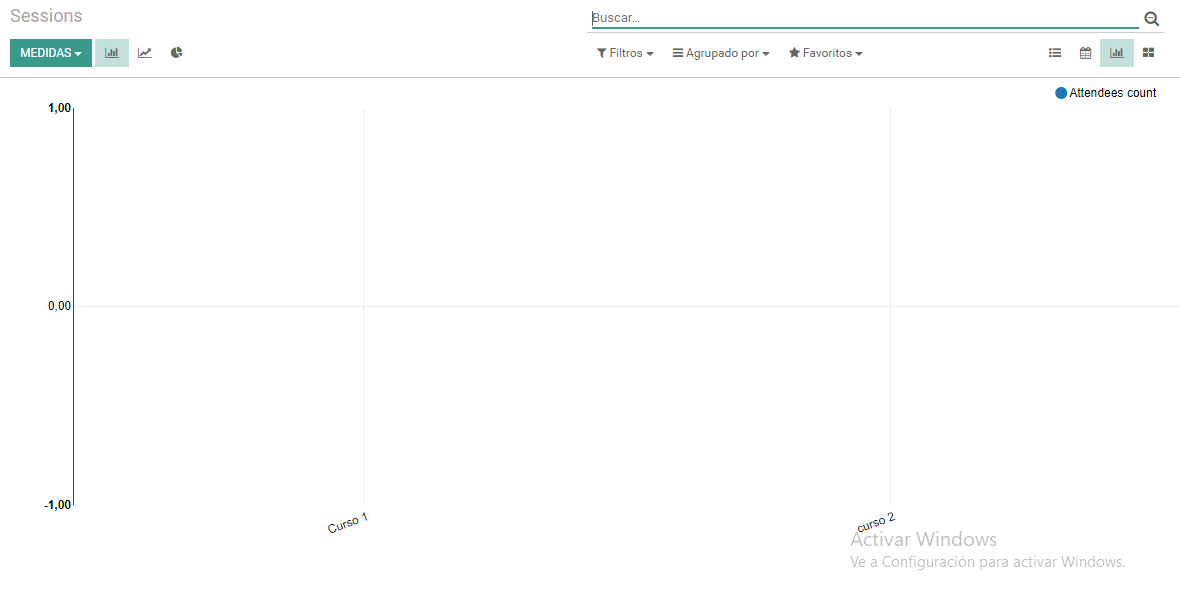 Sessions
Buscar...
MEDIDAS
Filtros
Agrupado por
Favoritos
Attendees count
1,00
0,00
-1,00
Curso 1
curso 2
Activar Windows
Ve a Configuración para activar Windows.